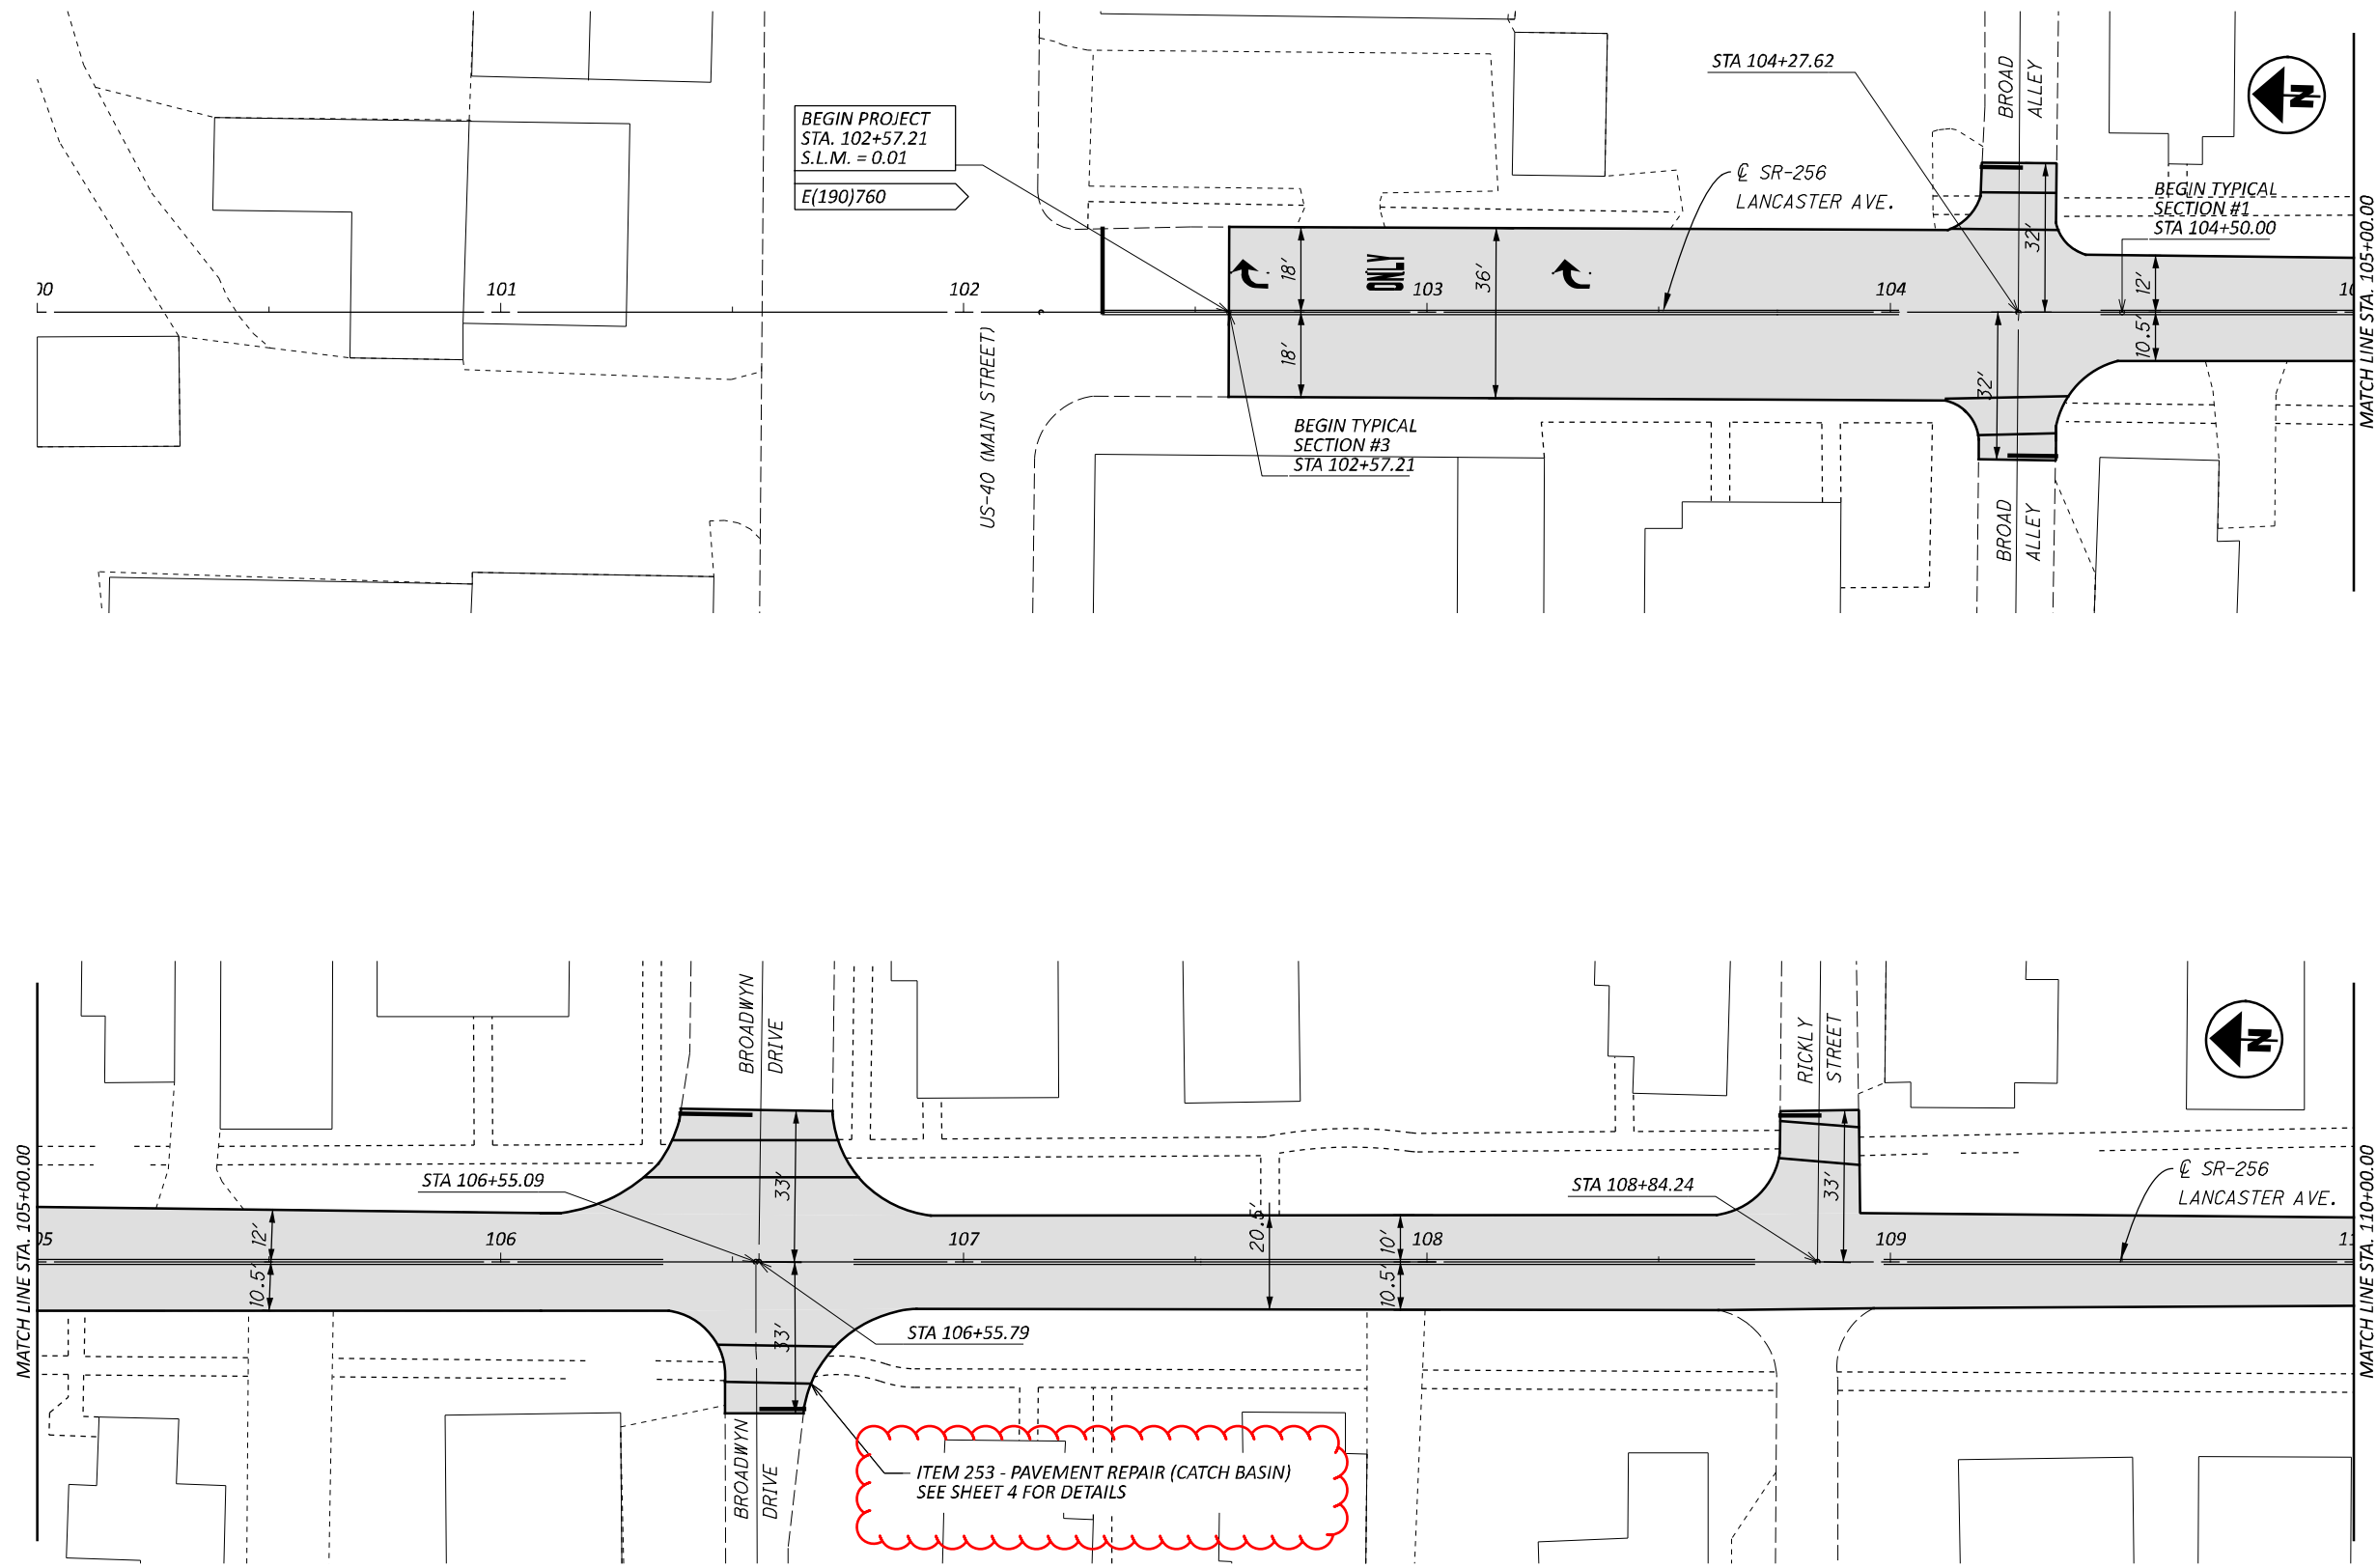 BEGIN PROJECT
STA. 102+57.21
S.L.M. = 0.01
E(190)760
STA 104+27.62
BROAD
ALLEY
N
℄ SR-256
LANCASTER AVE.
BEGIN TYPICAL
SECTION #1
STA 104+50.00
MATCH LINE STA. 105+00.00
00
101
102
103
104
10
18'
ONLY
36'
32'
12'
18'
32'
10.5'
US-40 (MAIN STREET)
BEGIN TYPICAL
SECTION #3
STA 102+57.21
BROAD
ALLEY
BROADWYN
DRIVE
RICKLY
STREET
N
MATCH LINE STA. 105+00.00
STA 106+55.09
33'
STA 108+84.24
33'
℄ SR-256
LANCASTER AVE.
MATCH LINE STA. 110+00.00
05
106
107
108
109
11
12'
20.5'
10'
10.5'
33'
10.5'
STA 106+55.79
BROADWYN
DRIVE
ITEM 253 - PAVEMENT REPAIR (CATCH BASIN)
SEE SHEET 4 FOR DETAILS